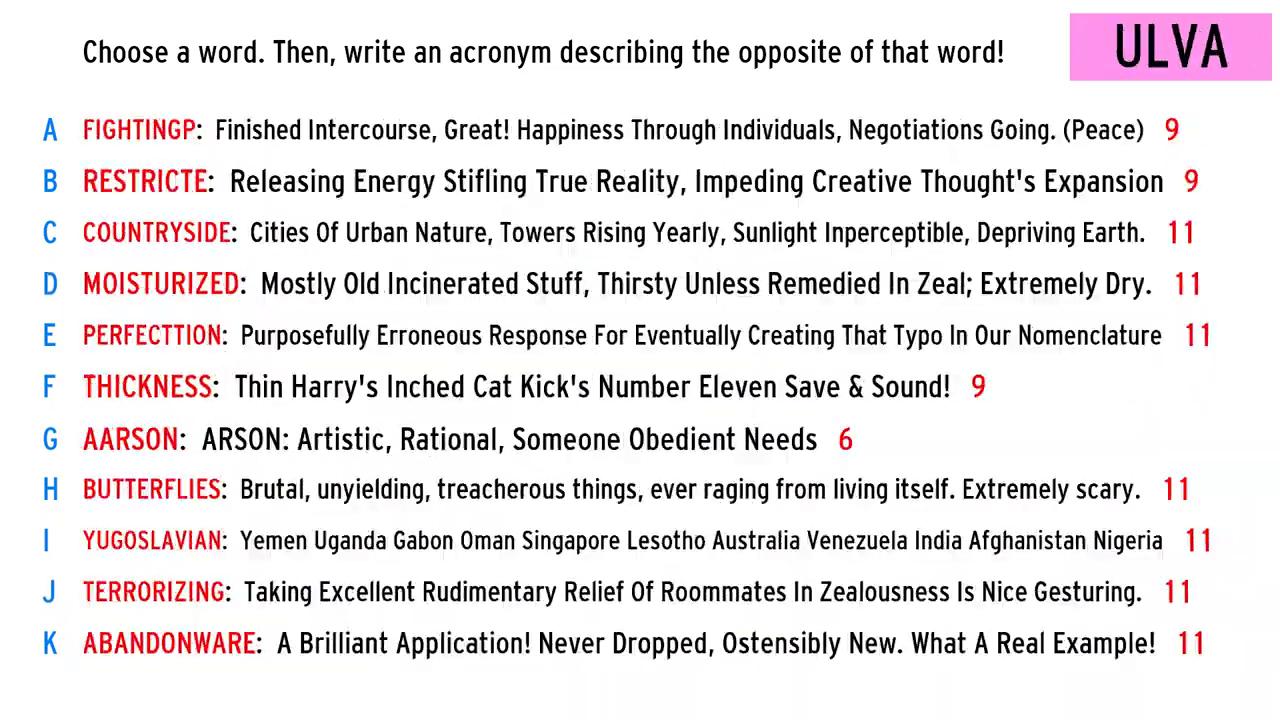 Choose a word. Then, write an acronym describing the opposite of that word!
ULVA
A FIGHTINGP: Finished Intercourse, Great! Happiness Through Individuals, Negotiations Going. (Peace) 9
B RESTRICTE: Releasing Energy Stifling True Reality, Impeding Creative Thought's Expansion 9
C COUNTRYSIDE: Cities Of Urban Nature, Towers Rising Yearly, Sunlight Inperceptible, Depriving Earth. 11
D MOISTURIZED: Mostly Old Incinerated Stuff, Thirsty Unless Remedied In Zeal; Extremely Dry. 11
E PERFECTTION: Purposefully Erroneous Response For Eventually Creating That Typo In Our Nomenclature 11
F THICKNESS: Thin Harry's Inched Cat Kick's Number Eleven Save & Sound! 9
G AARSON: ARSON: Artistic, Rational, Someone Obedient Needs 6
H BUTTERFLIES: Brutal, unyielding, treacherous things, ever raging from living itself. Extremely scary. 11
I YUGOSLAVIAN: Yemen Uganda Gabon Oman Singapore Lesotho Australia Venezuela India Afghanistan Nigeria 11
J TERRORIZING: Taking Excellent Rudimentary Relief Of Roommates In Zealousness Is Nice Gesturing. 11
K ABANDONWARE: A Brilliant Application! Never Dropped, Ostensibly New. What A Real Example! 11